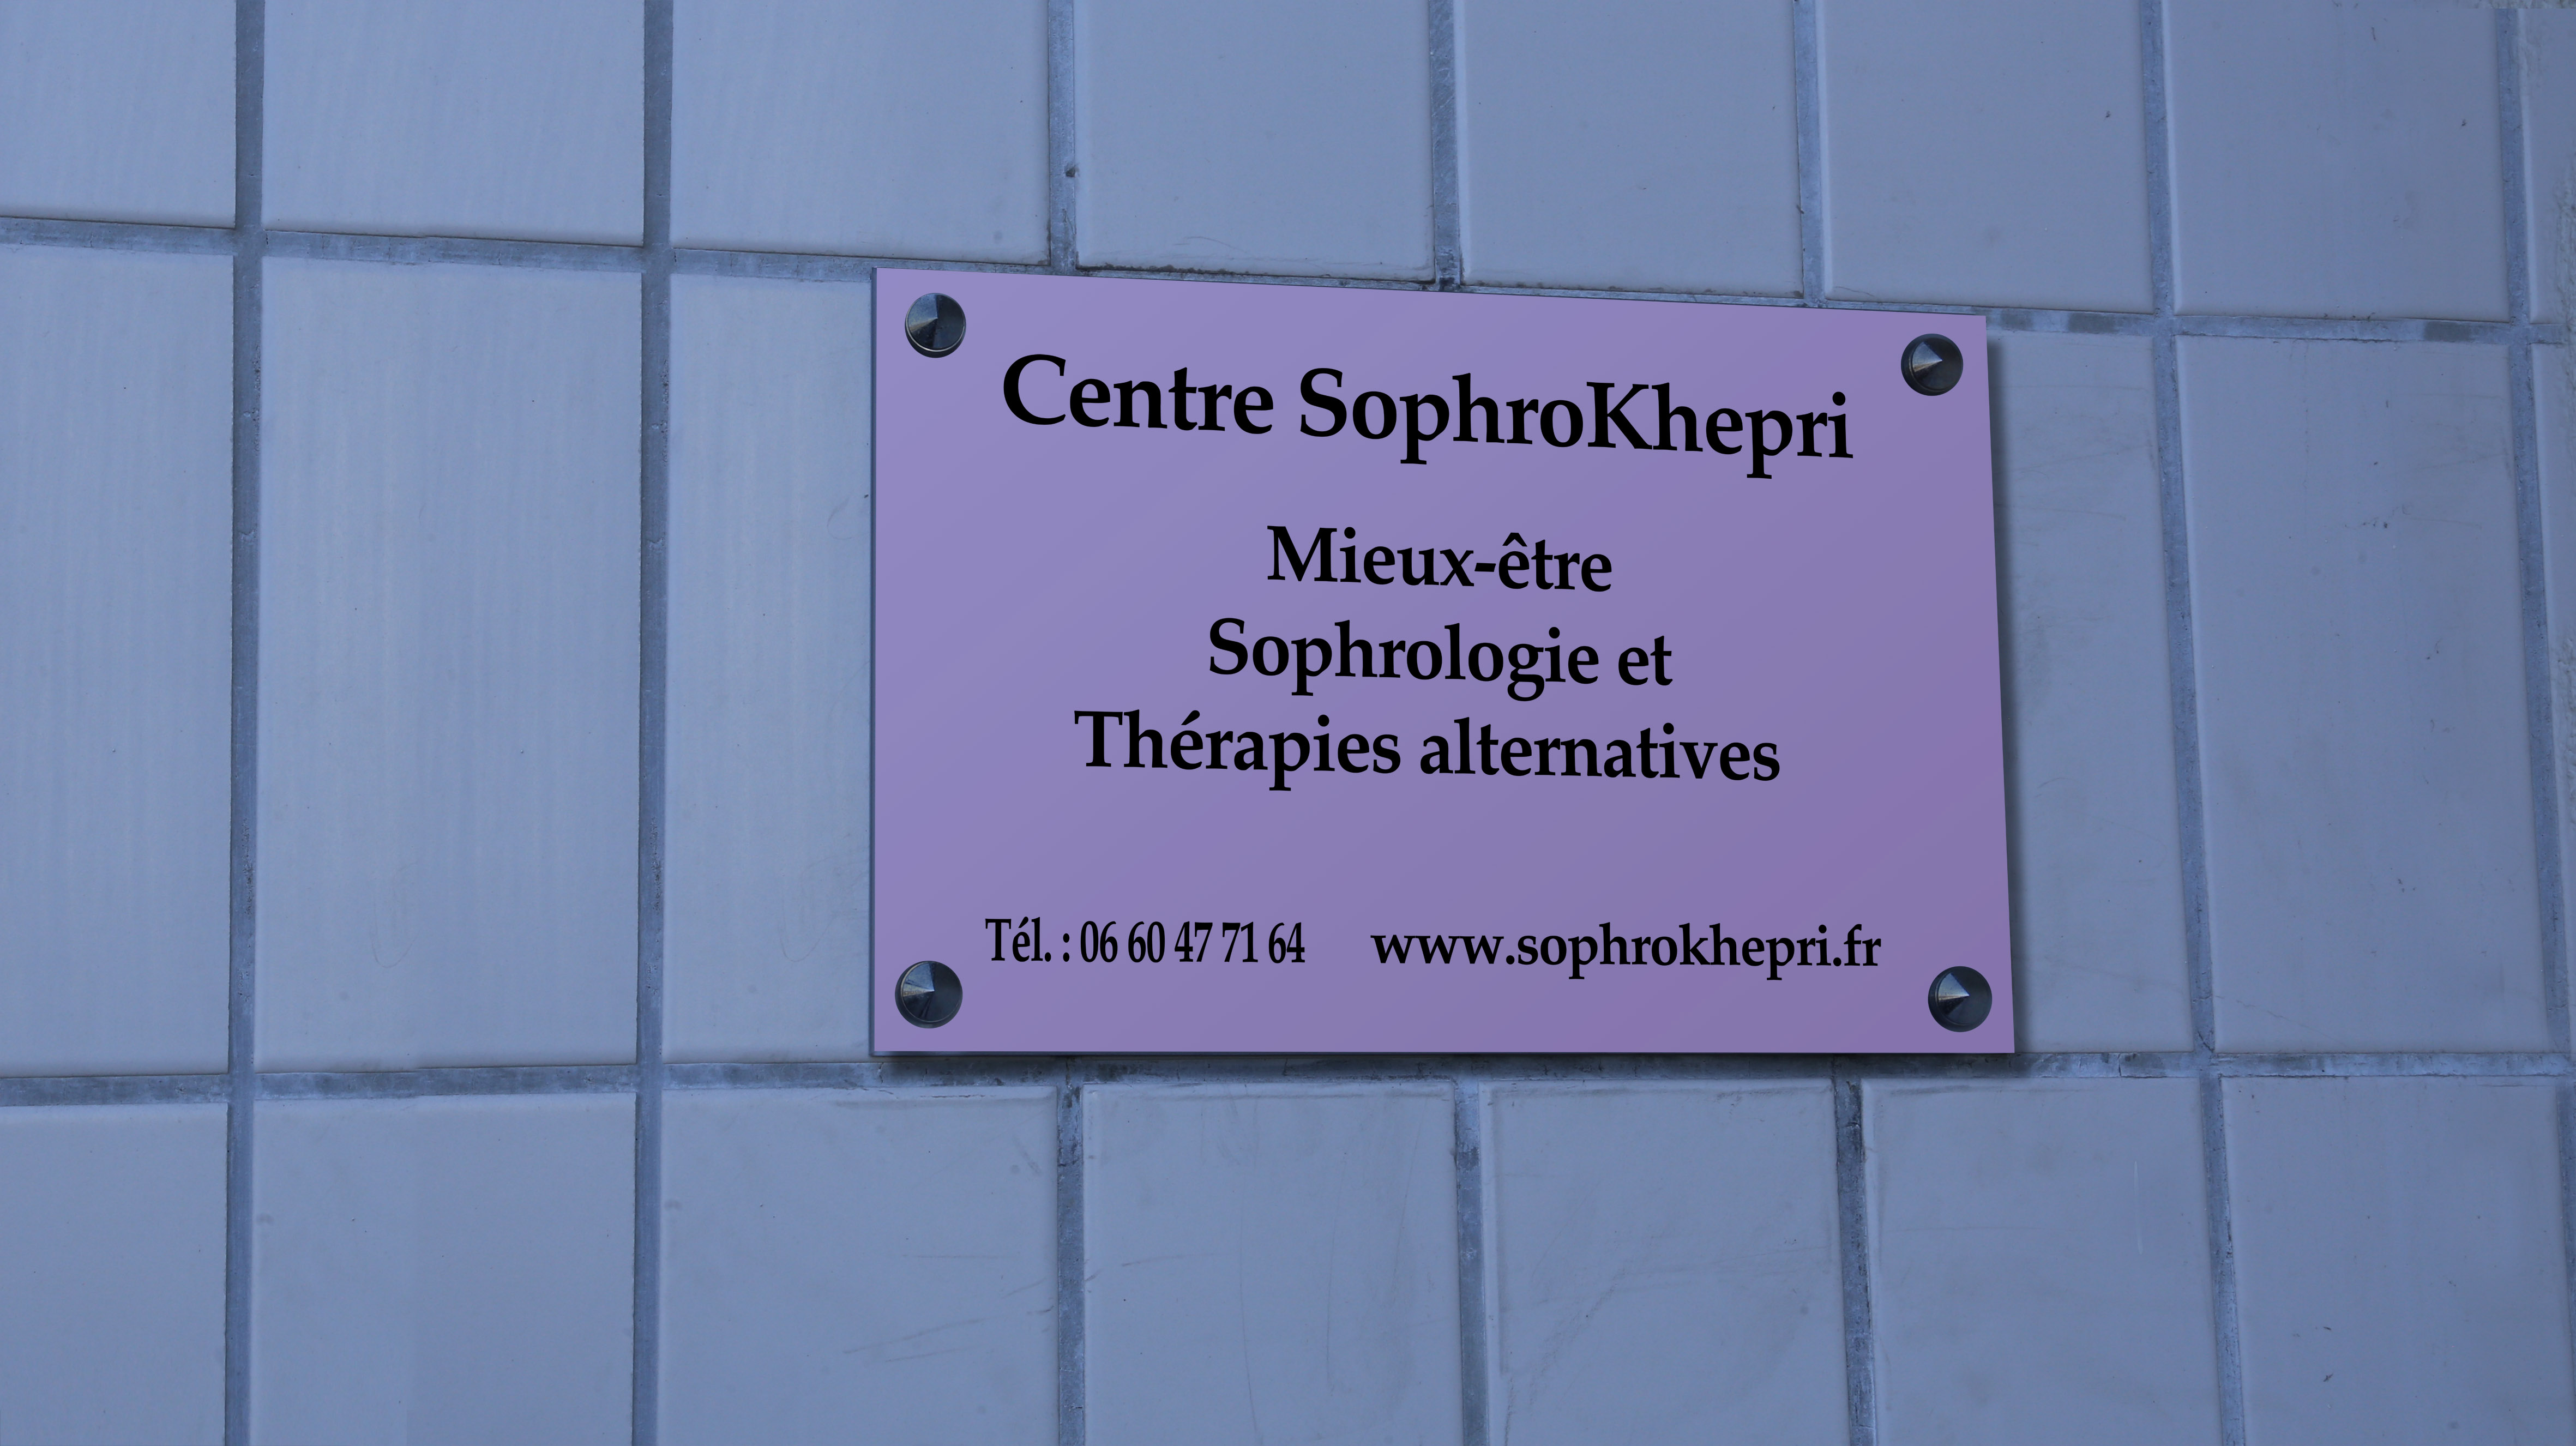 Centre SophroKhepri
Mieux-être
Sophrologie et
Thérapies alternatives
Tél. : 06 60 47 71 64 www.sophrokhepri.fr